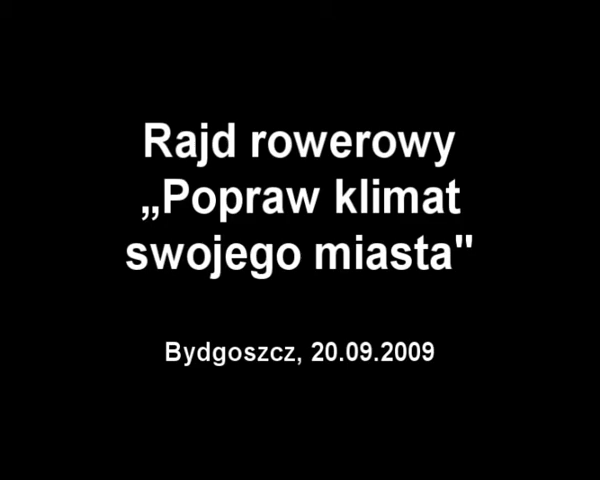 Rajd rowerowy
„Popraw klimat
swojego miasta"
Bydgoszcz, 20.09.2009